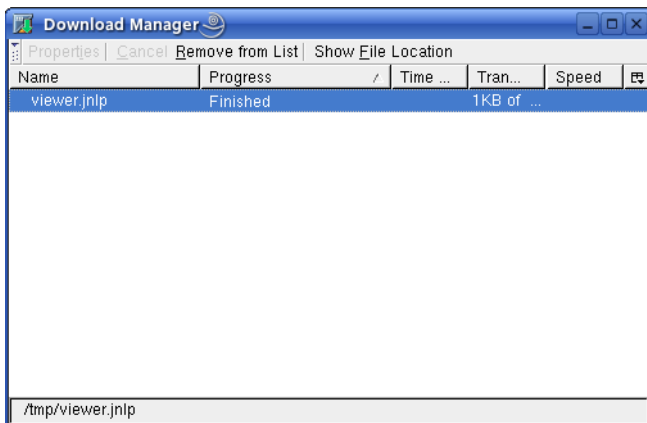 Download Manager
Properties Cancel Remove from List Show File Location
Name Progress / Time ... Tran... Speed
viewer.jnlp Finished 1KB of ...
/tmp/viewer.jnlp